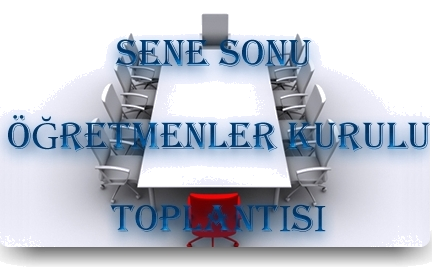 SENE SONU
ÖĞRETMENLER KURULU
TOPLANTISI